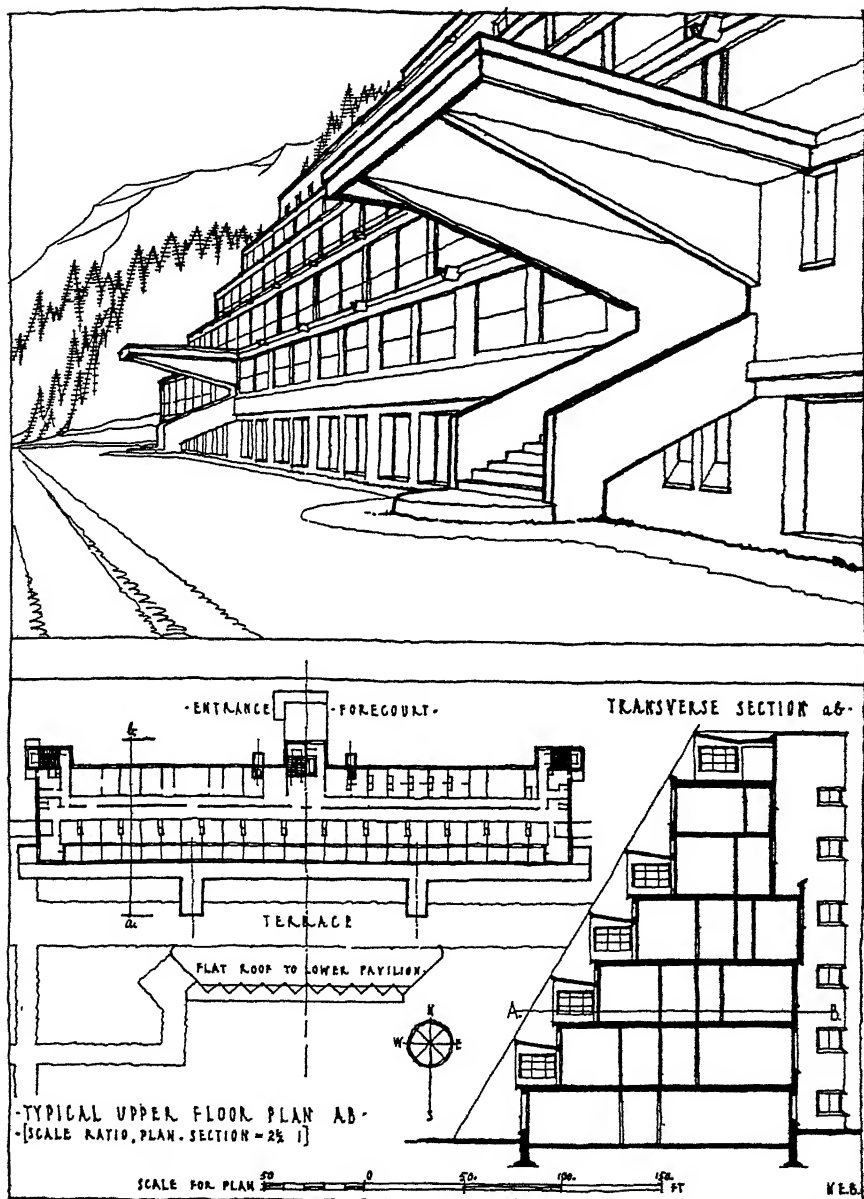 - ENTRANCE FORECOURT -
TRANSVERSE SECTION ab -
b.
a.
TERRACE
FLAT ROOF TO LOWER PAVILION -
A. B.
N
W E
S
- TYPICAL UPPER FLOOR PLAN AB -
- [SCALE RATIO, PLAN. SECTION = 2½ 1]
SCALE FOR PLAN 50 0 50. 100. 150. FT